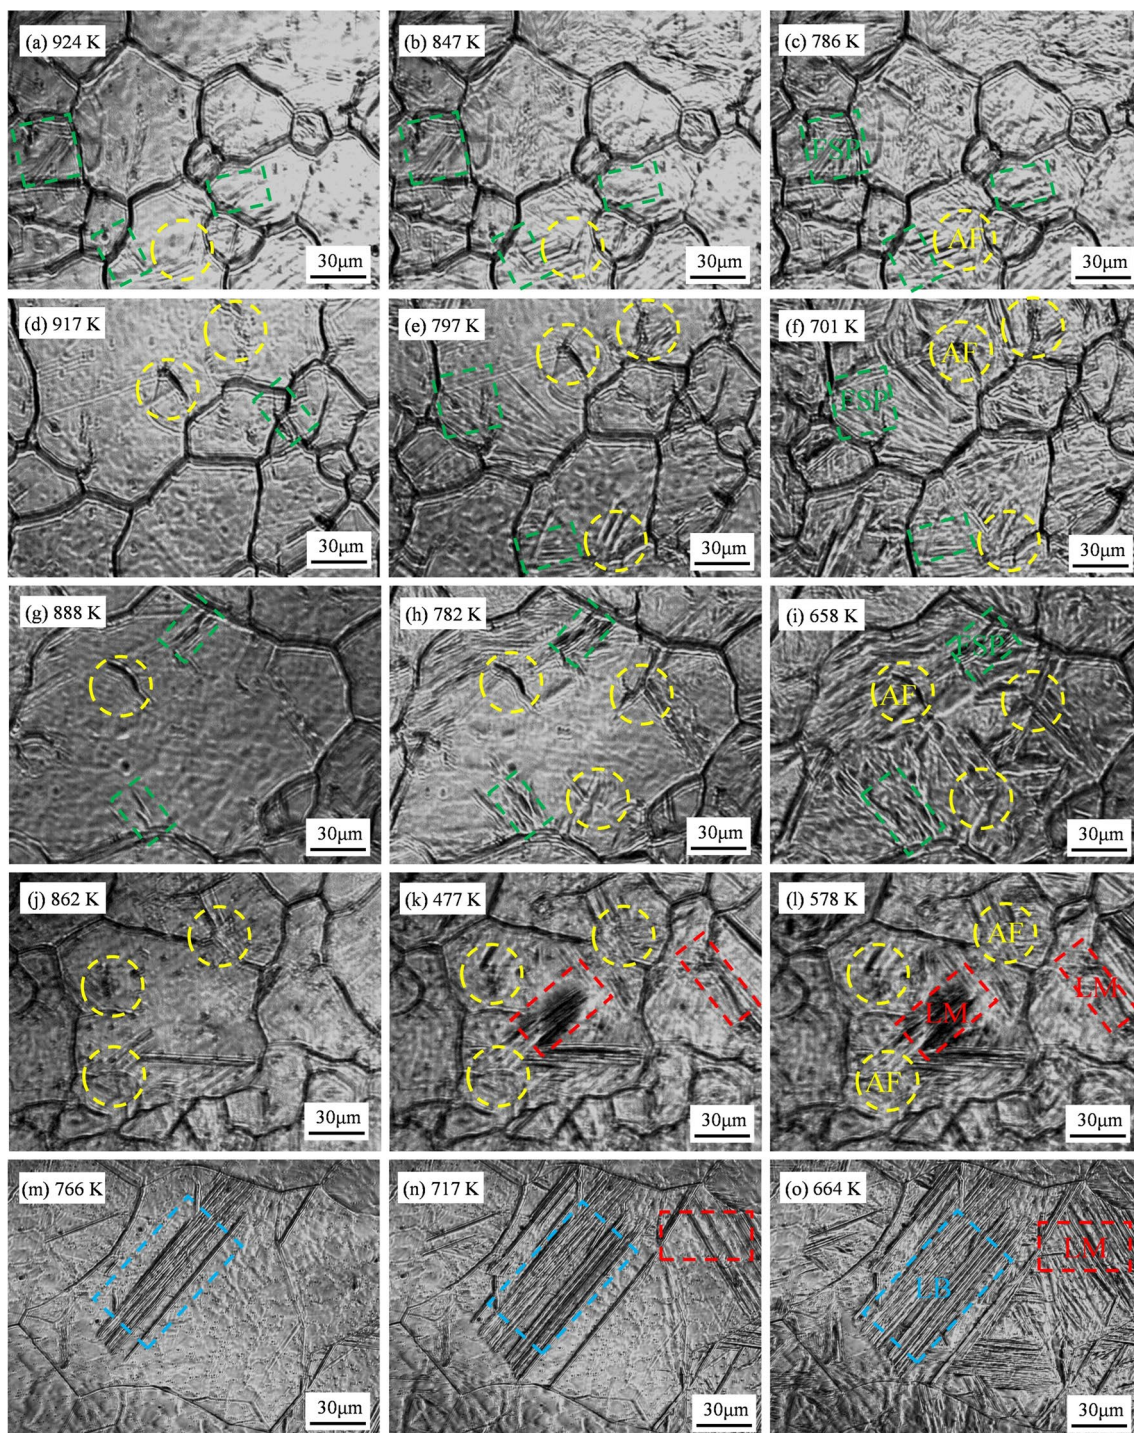 (a) 924 K
(b) 847 K
(c) 786 K
FSP
AF
30μm
30μm
30μm
(d) 917 K
(e) 797 K
(f) 701 K
AF
FSP
30μm
30μm
30μm
(g) 888 K
(h) 782 K
(i) 658 K
FSP
AF
30μm
30μm
30μm
(j) 862 K
(k) 477 K
(l) 578 K
AF
LM
LM
AF
30μm
30μm
30μm
(m) 766 K
(n) 717 K
(o) 664 K
LM
LB
30μm
30μm
30μm